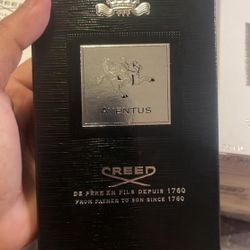 AVENTUS
CREED
DE PÈRE EN FILS DEPUIS 1760
FROM FATHER TO SON SINCE 1760